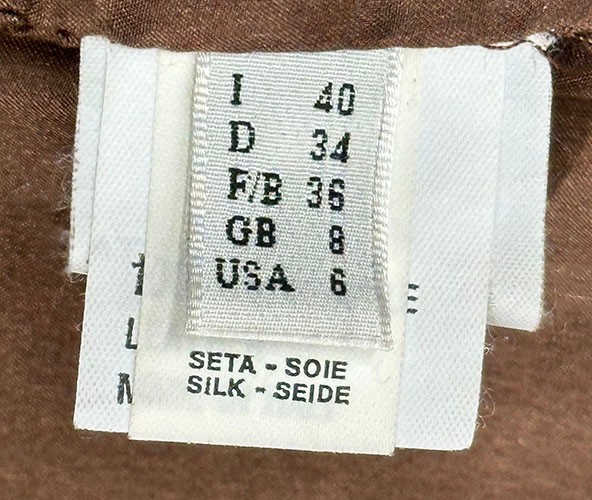 I 40
D 34
F/B 36
GB 8
USA 6
SETA - SOIE
SILK - SEIDE